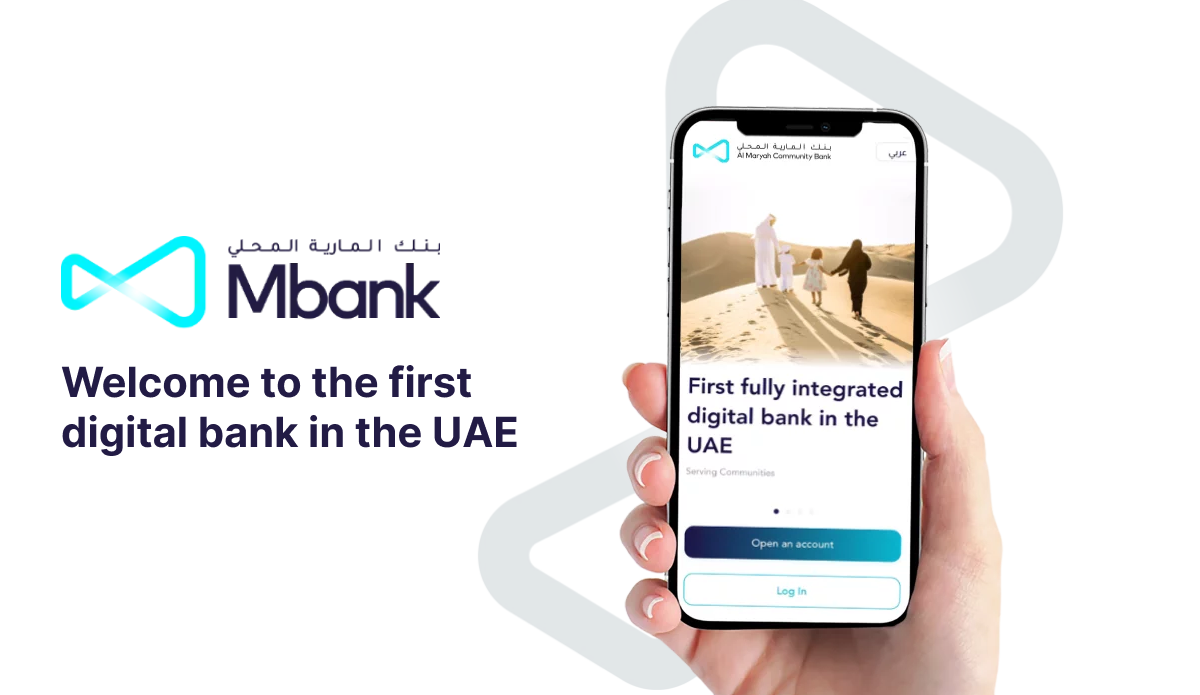 بنك المارية المحلي
Mbank
Welcome to the first
digital bank in the UAE
بنك المارية المحلي
Al Maryah Community Bank
عربي
First fully integrated
digital bank in the
UAE
Serving Communities
Open an account
Log In